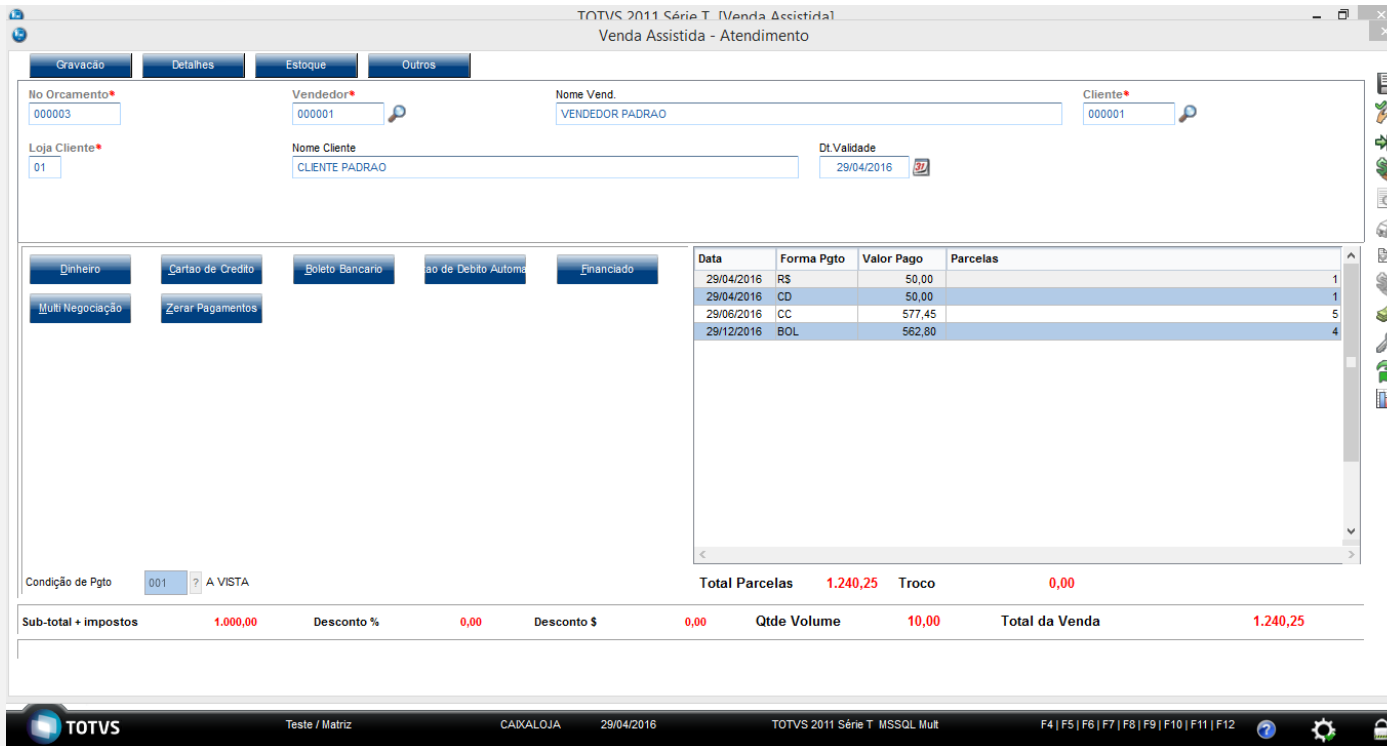 TOTVS 2011 Série T [Venda Assistida]
Venda Assistida - Atendimento
Gravacão Detalhes Estoque Outros
No Orcamento* Vendedor* Nome Vend. Cliente*
000003 000001 VENDEDOR PADRAO 000001
Loja Cliente* Nome Cliente Dt.Validade
01 CLIENTE PADRAO 29/04/2016 31
Dinheiro Cartao de Credito Boleto Bancario ao de Debito Automa Financiado
Multi Negociação Zerar Pagamentos
Data Forma Pgto Valor Pago Parcelas
29/04/2016 R$ 50,00 1
29/04/2016 CD 50,00 1
29/06/2016 CC 577,45 5
29/12/2016 BOL 562,80 4
Condição de Pgto 001 ? A VISTA
Total Parcelas 1.240,25 Troco 0,00
Sub-total + impostos 1.000,00 Desconto % 0,00 Desconto $ 0,00 Qtde Volume 10,00 Total da Venda 1.240,25
TOTVS Teste / Matriz CAIXALOJA 29/04/2016 TOTVS 2011 Série T MSSQL Mult F4 | F5 | F6 | F7 | F8 | F9 | F10 | F11 | F12 ?